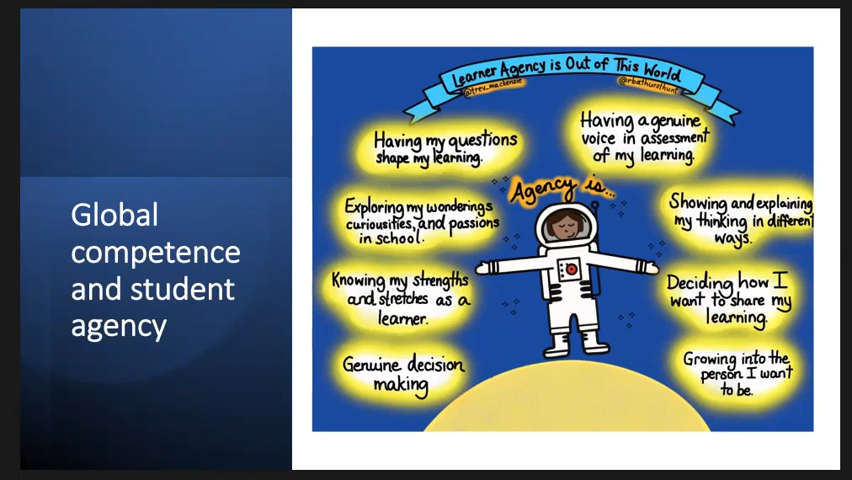 Global
competence
and student
agency
Learner Agency is Out of This World
@trev_mackenzie
@rbathursthunt
Agency is...
Having my questions
shape my learning.
Exploring my wonderings
curiousities, and passions
in school.
Knowing my strengths
and stretches as a
learner.
Genuine decision
making
Having a genuine
voice in assessment
of my learning.
Showing and explaining
my thinking in different
ways.
Deciding how I
want to share my
learning.
Growing into the
person I want
to be.